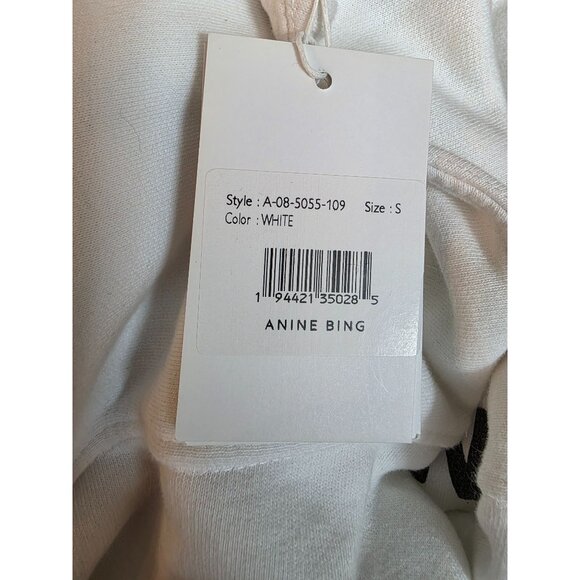 Style : A-08-5055-109 Size : S
Color : WHITE
1 94421 35028 5
ANINE BING